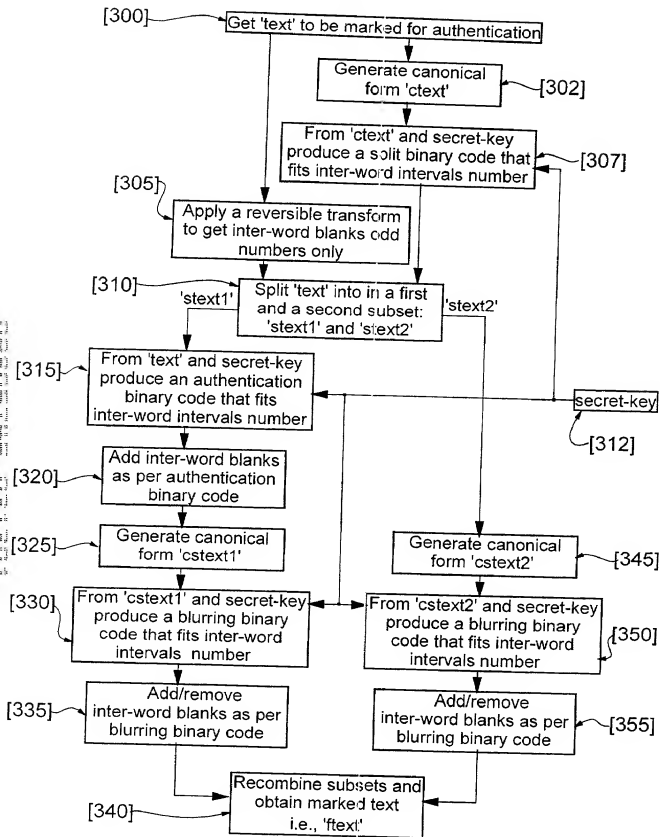 [300]
Get 'text' to be marked for authentication
Generate canonical
form 'ctext'
[302]
From 'ctext' and secret-key
produce a split binary code that
fits inter-word intervals number
[307]
[305]
Apply a reversible transform
to get inter-word blanks odd
numbers only
[310]
'stext1'
Split 'text' into in a first
and a second subset:
'stext1' and 'stext2'
'stext2'
[315]
From 'text' and secret-key
produce an authentication
binary code that fits
inter-word intervals number
secret-key
[312]
[320]
Add inter-word blanks
as per authentication
binary code
[325]
Generate canonical
form 'cstext1'
Generate canonical
form 'cstext2'
[345]
[330]
From 'cstext1' and secret-key
produce a blurring binary
code that fits inter-word
intervals number
From 'cstext2' and secret-key
produce a blurring binary
code that fits inter-word
intervals number
[350]
[335]
Add/remove
inter-word blanks as per
blurring binary code
Add/remove
inter-word blanks as per
blurring binary code
[355]
[340]
Recombine subsets and
obtain marked text
i.e., 'ftext'